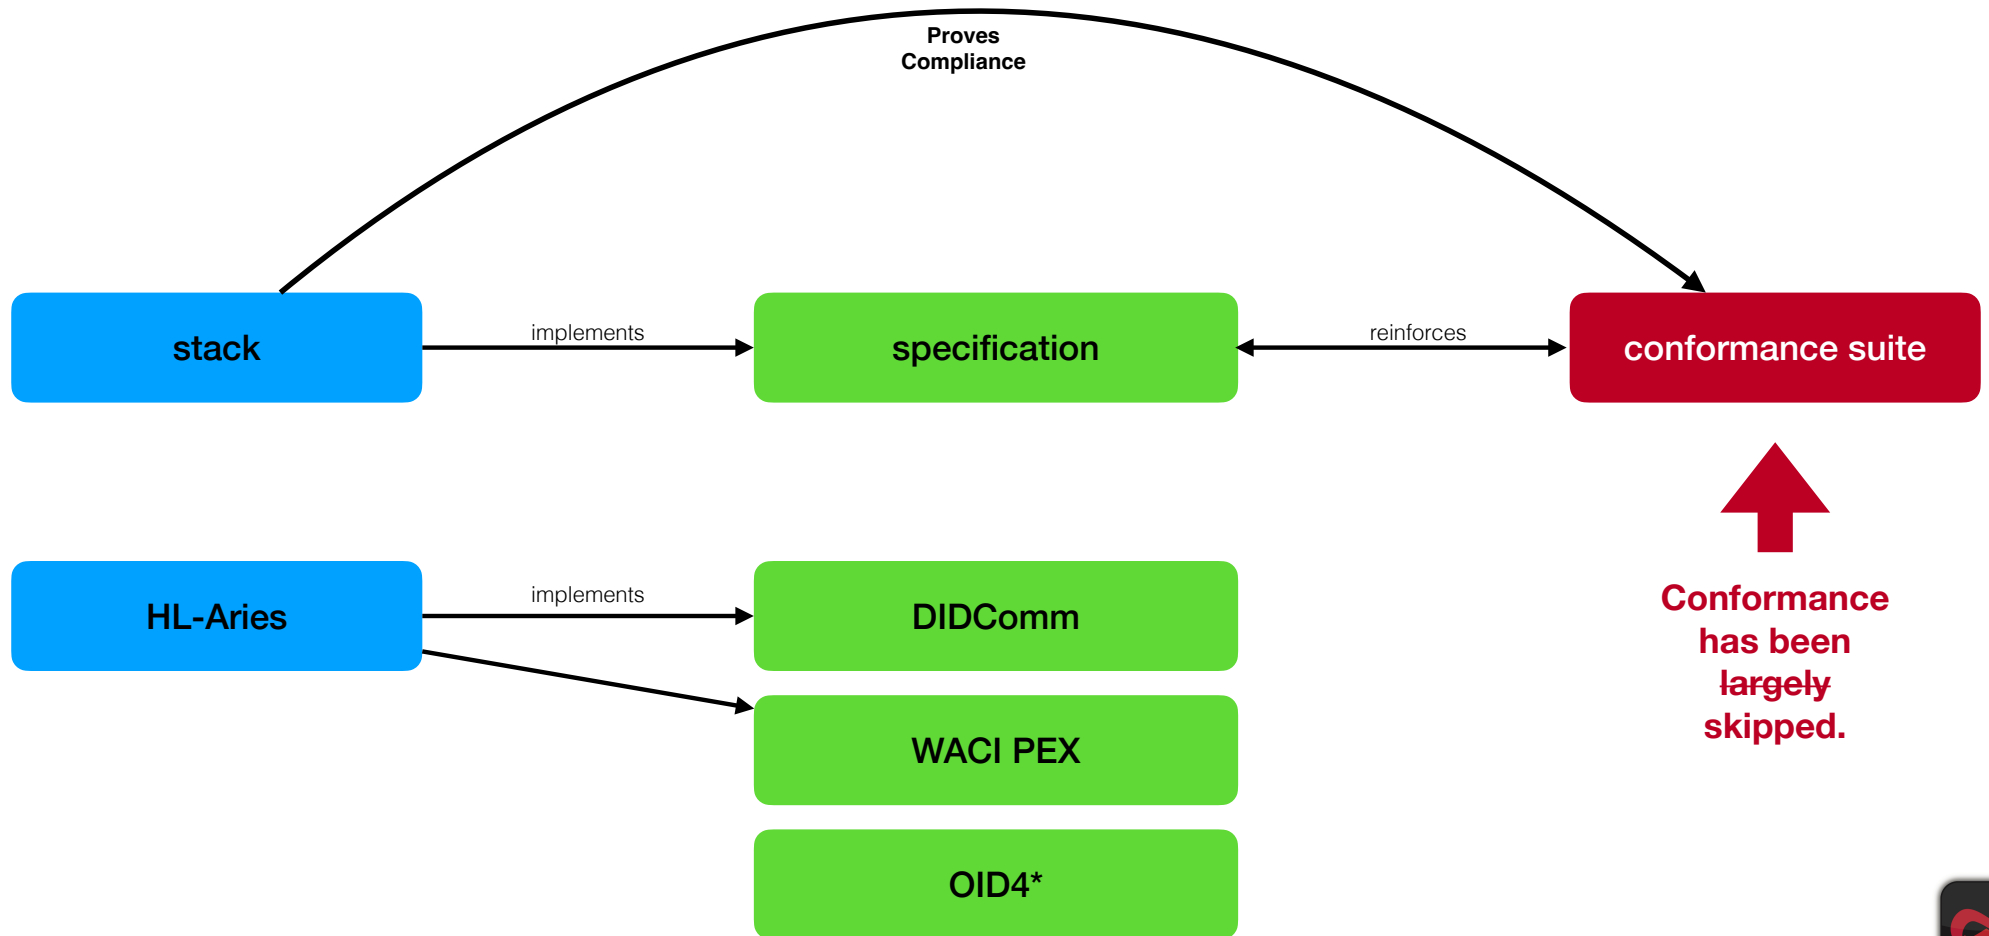 Proves
Compliance
stack
implements
specification
reinforces
conformance suite
HL-Aries
implements
DIDComm
WACI PEX
OID4*
Conformance
has been
largely
skipped.